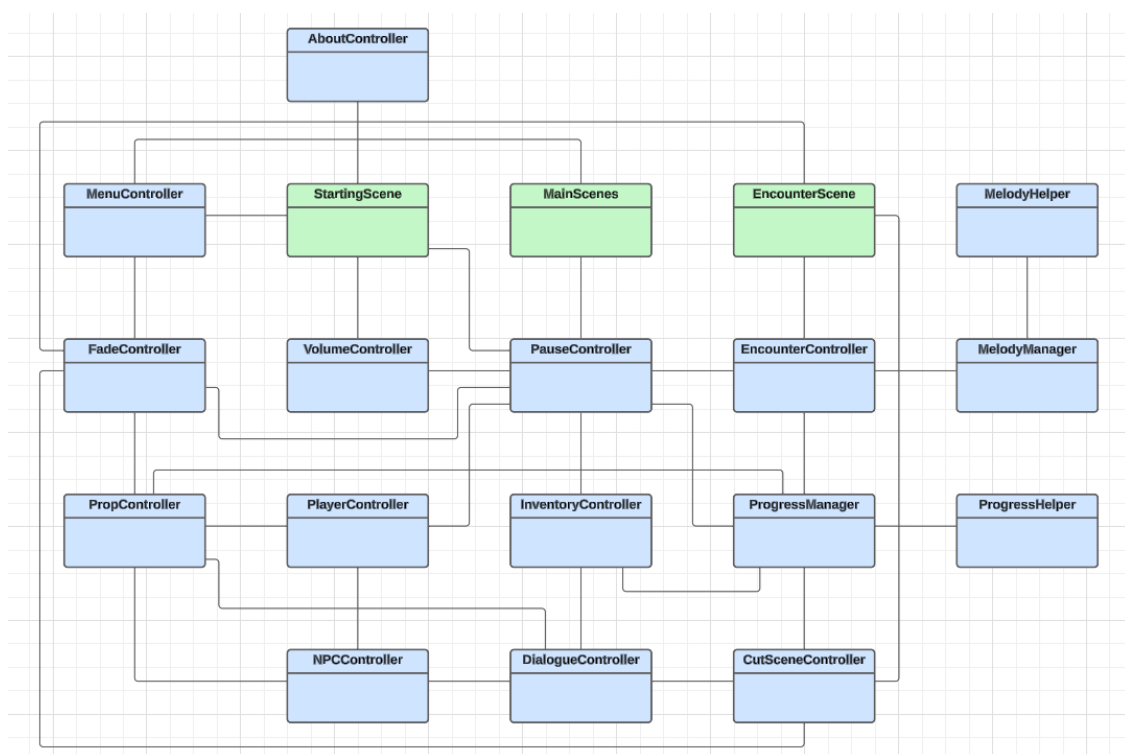 AboutController
MenuController
StartingScene
MainScenes
EncounterScene
MelodyHelper
FadeController
VolumeController
PauseController
EncounterController
MelodyManager
PropController
PlayerController
InventoryController
ProgressManager
ProgressHelper
NPCController
DialogueController
CutSceneController